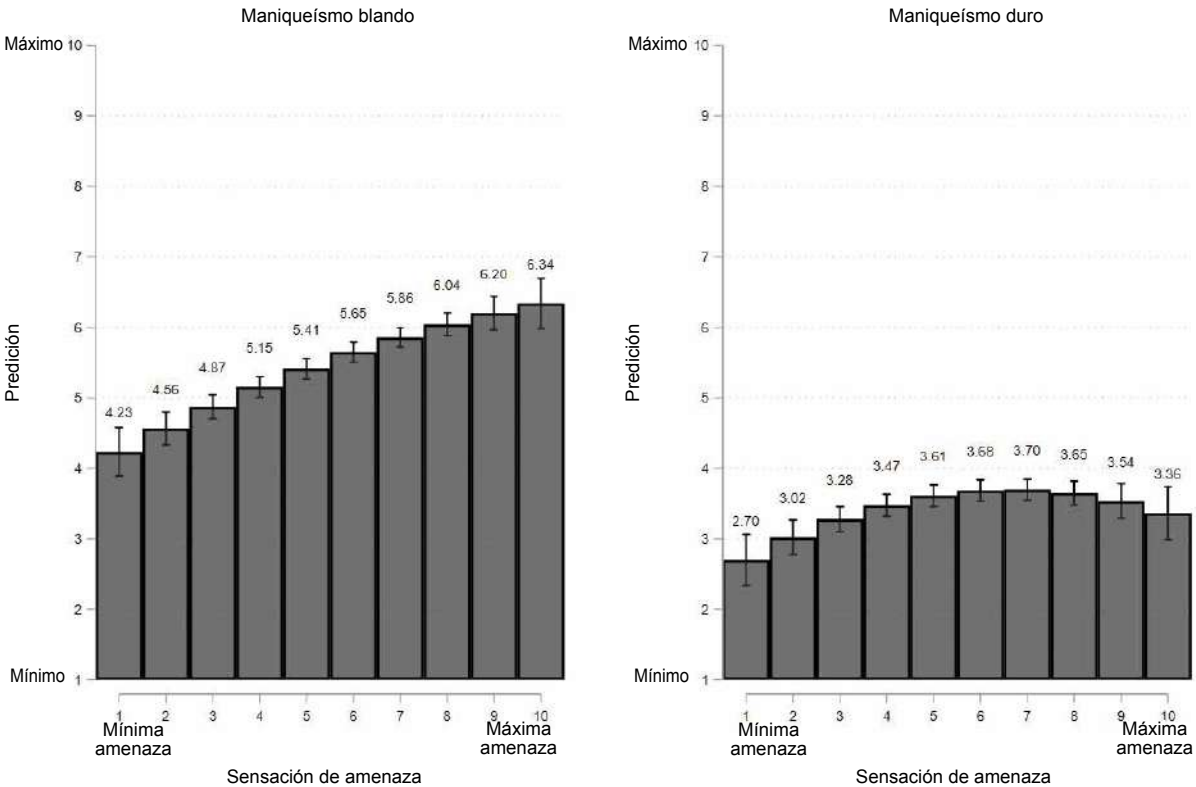 Maniqueísmo blando
Máximo 10
9
8
7
6
5
4
3
2
Mínimo 1
Predición
4.23
4.56
4.87
5.15
5.41
5.65
5.86
6.04
6.20
6.34
1 2 3 4 5 6 7 8 9 10
Mínima amenaza
Máxima amenaza
Sensación de amenaza
Maniqueísmo duro
Máximo 10
9
8
7
6
5
4
3
2
Mínimo 1
Predición
2.70
3.02
3.28
3.47
3.61
3.68
3.70
3.65
3.54
3.36
1 2 3 4 5 6 7 8 9 10
Mínima amenaza
Máxima amenaza
Sensación de amenaza